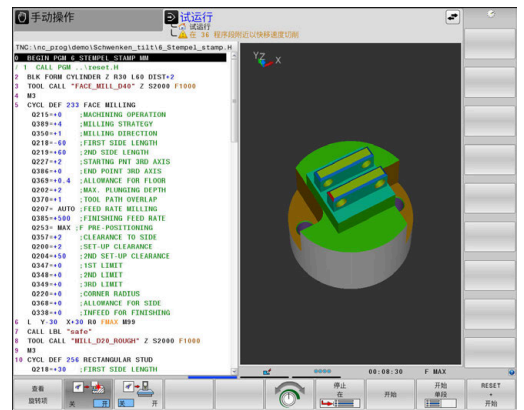 手动操作
试运行
试运行
在 36 程序段附近以快移速度切削
TNC:\nc_prog\demo\Schwenken_tilt\6_Stempel_stamp.H
0 BEGIN PGM 6_STEMPEL_STAMP MM
/ 1 CALL PGM ..\reset.H
2 BLK FORM CYLINDER Z R30 L60 DIST+2
3 TOOL CALL "FACE_MILL_D40" Z S2000 F1000
4 M3
5 CYCL DEF 233 FACE MILLING
Q215=+0 ;MACHINING OPERATION
Q389=+4 ;MILLING STRATEGY
Q350=+1 ;MILLING DIRECTION
Q218=-60 ;FIRST SIDE LENGTH
Q219=+60 ;2ND SIDE LENGTH
Q227=+2 ;STARTNG PNT 3RD AXIS
Q386=+0 ;END POINT 3RD AXIS
Q369=+0.4 ;ALLOWANCE FOR FLOOR
Q202=+2 ;MAX. PLUNGING DEPTH
Q370=+1 ;TOOL PATH OVERLAP
Q207= AUTO ;FEED RATE MILLING
Q385=+500 ;FINISHING FEED RATE
Q253= MAX ;F PRE-POSITIONING
Q357=+2 ;CLEARANCE TO SIDE
Q200=+2 ;SET-UP CLEARANCE
Q204=+50 ;2ND SET-UP CLEARANCE
Q347=+0 ;1ST LIMIT
Q348=+0 ;2ND LIMIT
Q349=+0 ;3RD LIMIT
Q220=+0 ;CORNER RADIUS
Q368=+0 ;ALLOWANCE FOR SIDE
Q338=+0 ;INFEED FOR FINISHING
6 L Y-30 X+30 R0 FMAX M99
7 CALL LBL "safe"
8 TOOL CALL "MILL_D20_ROUGH" Z S2000 F1000
9 M3
10 CYCL DEF 256 RECTANGULAR STUD
Q218=+30 ;FIRST SIDE LENGTH
YZ X
00:08:30 F MAX
查看
旋转项
关 开
关 开
停止
在
开始
开始
单段
RESET
+
开始